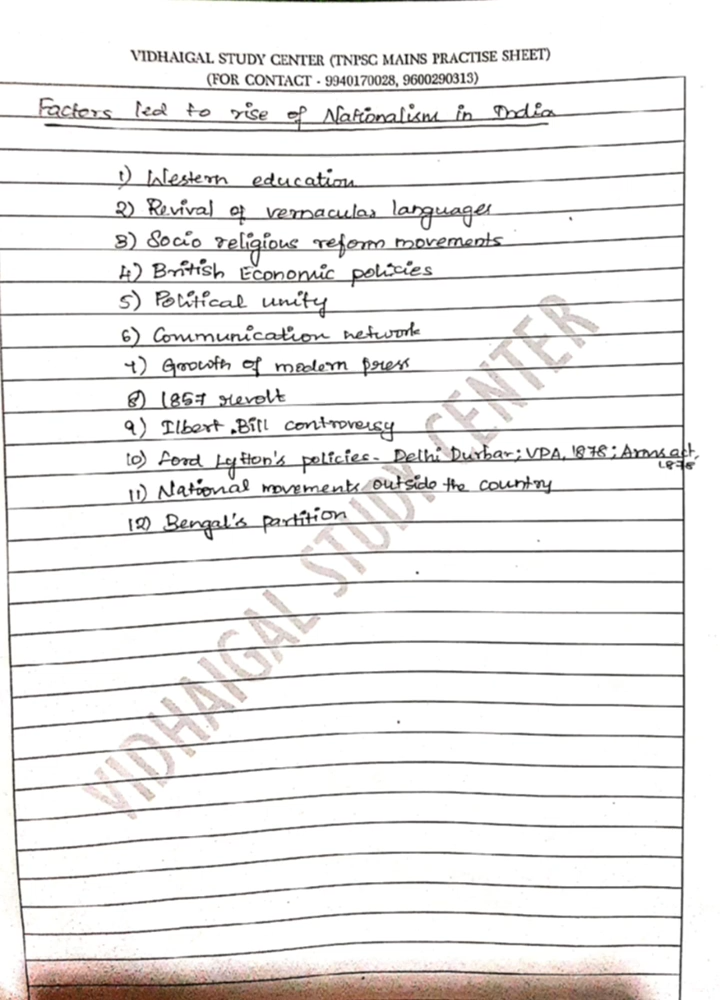 VIDHAIGAL STUDY CENTER (TNPSC MAINS PRACTISE SHEET)
(FOR CONTACT - 9940170028, 9600290313)
Factors led to rise of Nationalism in India
1) Western education
2) Revival of vernacular languages
3) Socio religious reform movements
4) British Economic policies
5) Political unity
6) Communication network
7) Growth of modern press
8) 1857 revolt
9) Ilbert Bill controversy
10) Lord Lytton's policies - Delhi Durbar; VPA, 1878; Arms act, 1878
11) National movements outside the country
12) Bengal's partition
VIDHAIGAL STUDY CENTER